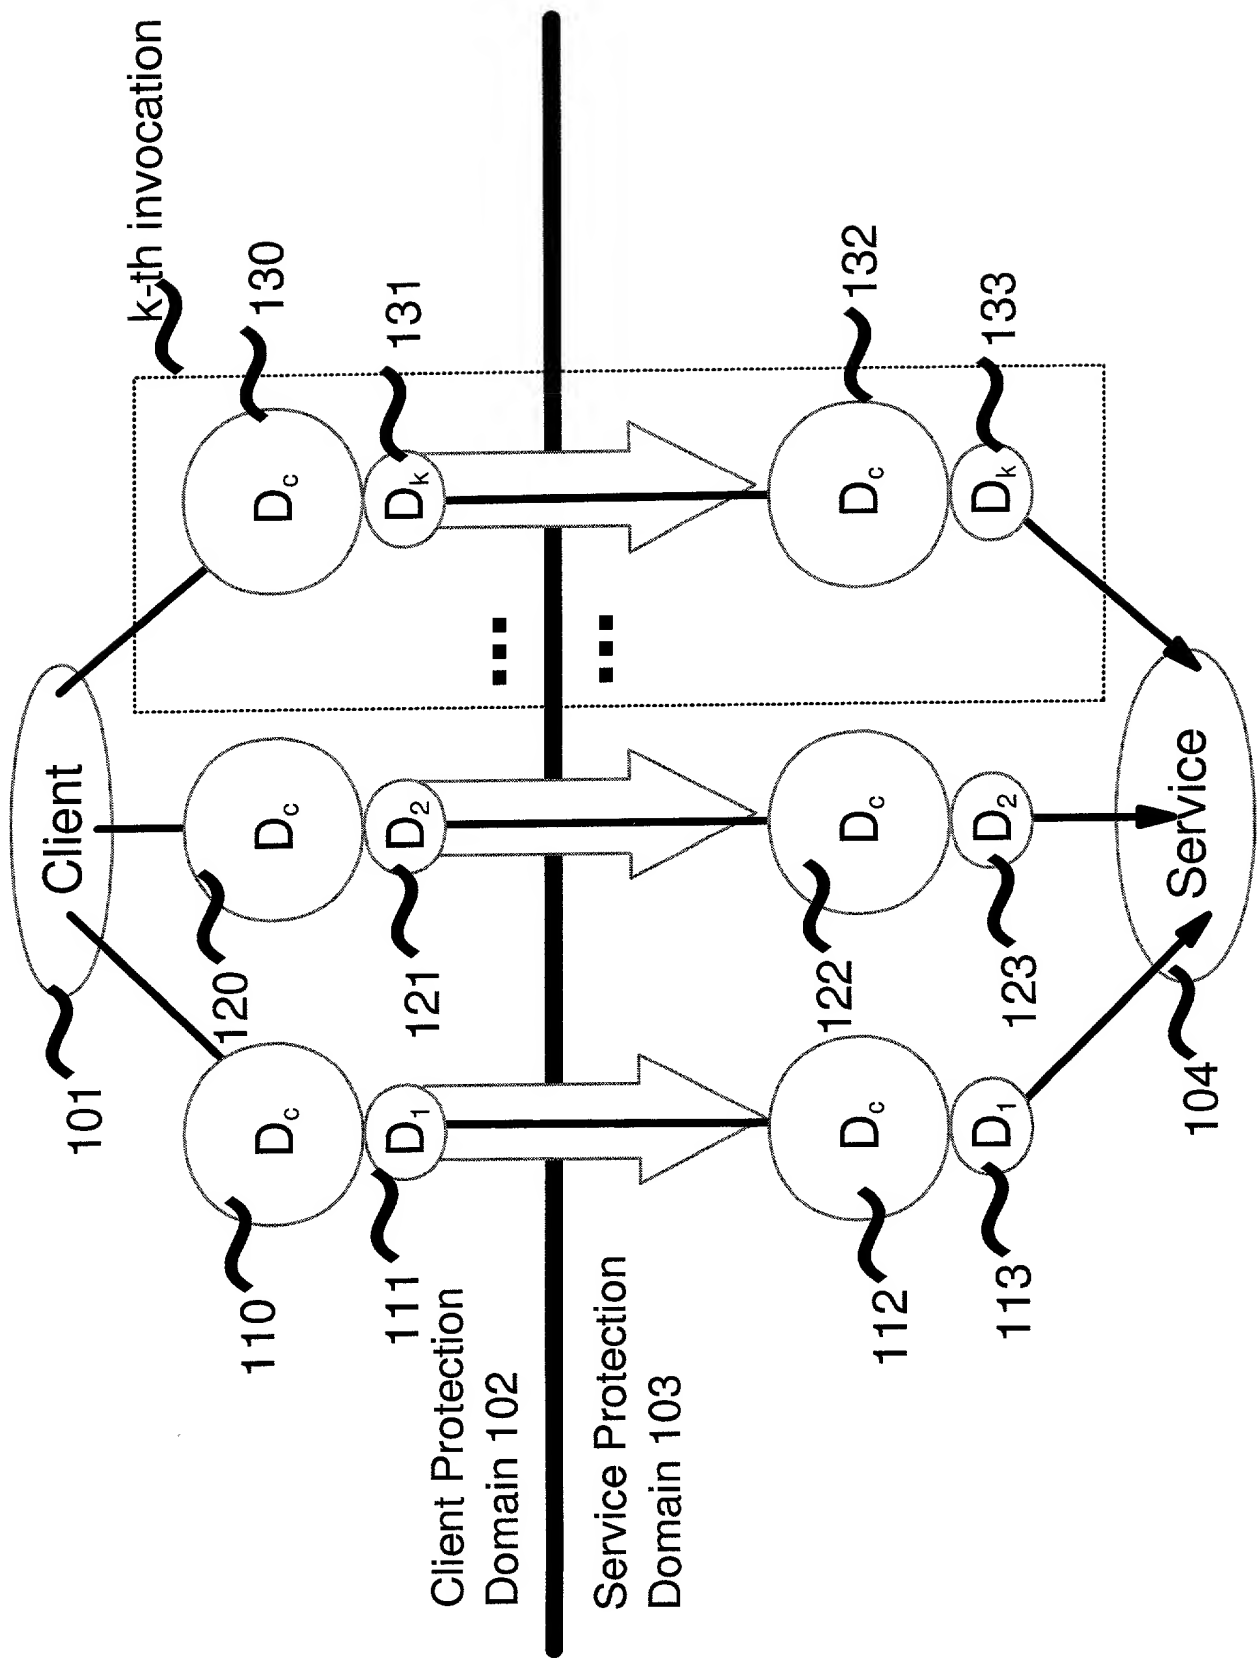 k-th invocation
Client
101
Dc
110
D1
111
Dc
120
D2
121
Dc
130
Dk
131
Client Protection
Domain 102
...
Service Protection
Domain 103
...
Dc
112
D1
113
Dc
122
D2
123
Dc
132
Dk
133
Service
104